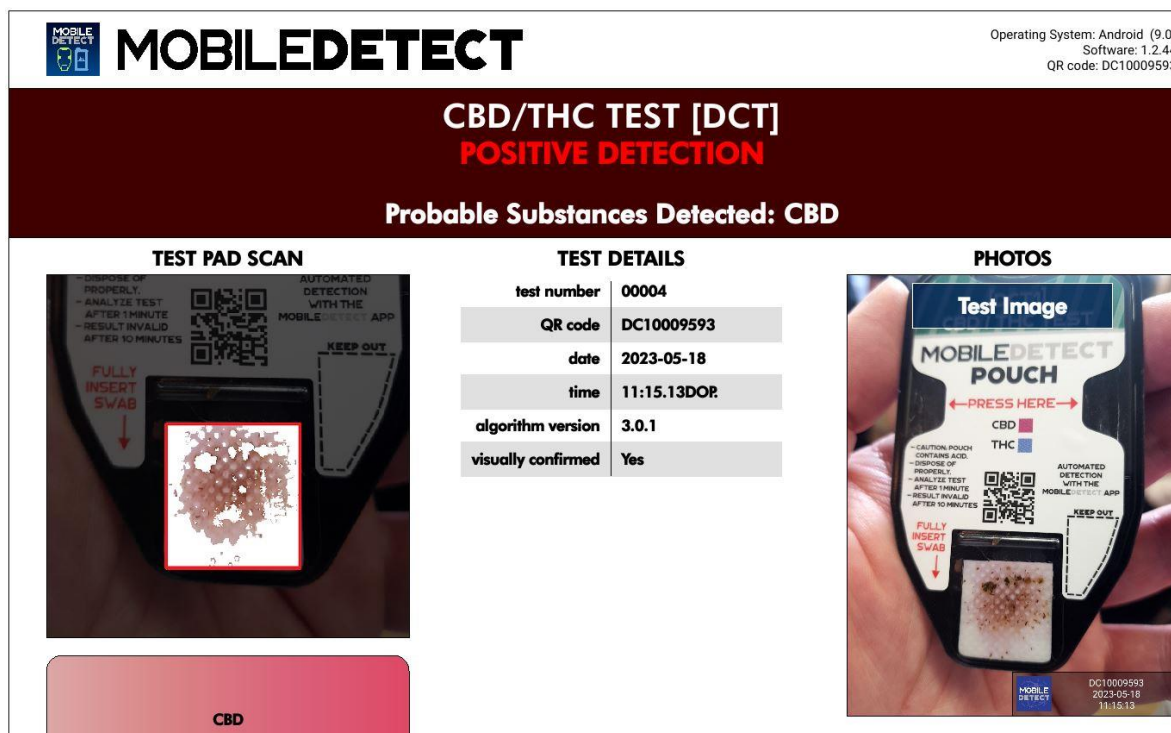 MOBILE
DETECT
MOBILEDETECT
Operating System: Android (9.0
Software: 1.2.44
QR code: DC10009593
CBD/THC TEST [DCT]
POSITIVE DETECTION
Probable Substances Detected: CBD
TEST PAD SCAN
- DISPOSE OF
PROPERLY.
- ANALYZE TEST
AFTER 1 MINUTE
- RESULT INVALID
AFTER 10 MINUTES
AUTOMATED
DETECTION
WITH THE
MOBILEDETECT APP
KEEP OUT
FULLY
INSERT
SWAB
CBD
TEST DETAILS
test number 00004
QR code DC10009593
date 2023-05-18
time 11:15.13DOP.
algorithm version 3.0.1
visually confirmed Yes
PHOTOS
Test Image
CBD/THC TEST
MOBILEDETECT
POUCH
PRESS HERE
CBD
THC
- CAUTION: POUCH
CONTAINS ACID.
- DISPOSE OF
PROPERLY.
- ANALYZE TEST
AFTER 1 MINUTE
- RESULT INVALID
AFTER 10 MINUTES
AUTOMATED
DETECTION
WITH THE
MOBILEDETECT APP
KEEP OUT
FULLY
INSERT
SWAB
MOBILE
DETECT
DC10009593
2023-05-18
11:15.13